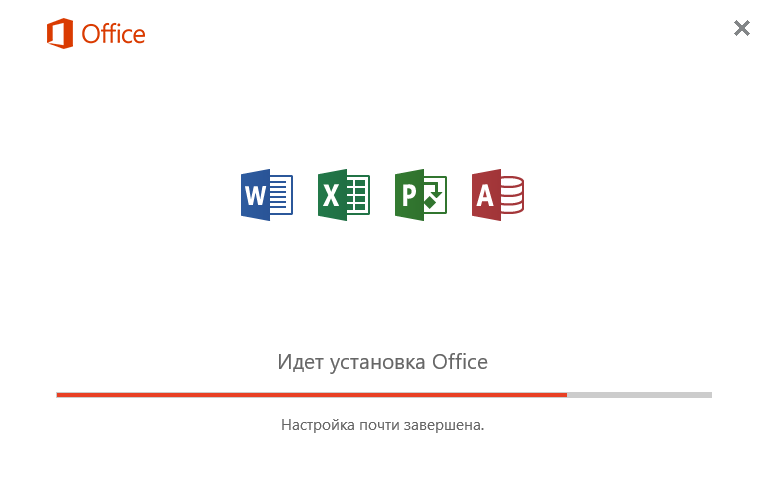 Office
W X P A
Идет установка Office
Настройка почти завершена.